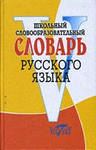 ШКОЛЬНЫЙ
СЛОВООБРАЗОВАТЕЛЬНЫЙ
СЛОВАРЬ
РУССКОГО
ЯЗЫКА